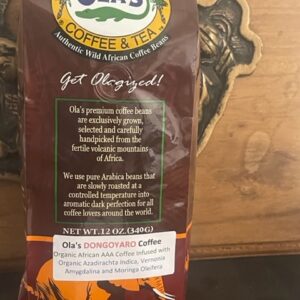 OLA'S
COFFEE & TEA
Authentic Wild African Coffee Beans
Get Olagized!
Ola's premium coffee beans
are exclusively grown,
selected and carefully
handpicked from the
fertile volcanic mountains
of Africa.
We use pure Arabica beans that
are slowly roasted at a
controlled temperature into
aromatic dark perfection for all
coffee lovers around the world.
NET WT. 12 OZ. (340G)
Ola's DONGOYARD Coffee
Organic African AAA Coffee Infused with
Organic Azadirachta Indica, Vernonia
Amygdalina and Moringa Oleifera